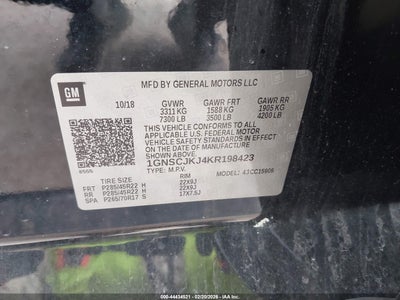 GM
MFD BY GENERAL MOTORS LLC
10/18 GVWR GAWR FRT GAWR RR
3311 KG 1588 KG 1905 KG
7300 LB 3500 LB 4200 LB
THIS VEHICLE CONFORMS TO ALL
APPLICABLE U.S. FEDERAL MOTOR
VEHICLE SAFETY STANDARDS IN
EFFECT ON THE DATE OF
MANUFACTURE SHOWN ABOVE.
1GNSCJKJ4KR198423
TYPE: M.P.V. MODEL:
TIRE SIZE RIM
FRT P285/45R22 H 22X9J
RR P285/45R22 H 22X9J
SPA P265/70R17 S 17X7.5J
000-44434521 - 02/20/2026 - IAAI.COM